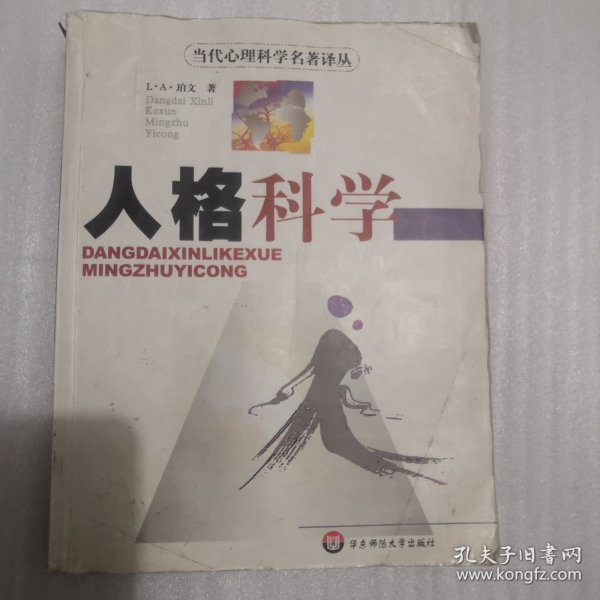 当代心理科学名著译丛
L·A·珀文 著
Dangdai Xinli
Kexue
Mingzhu
Yicong
人格科学
DANGDAIXINLIKEXUE
MINGZHUYICONG
华东师范大学出版社
孔夫子旧书网
www.kongfz.com